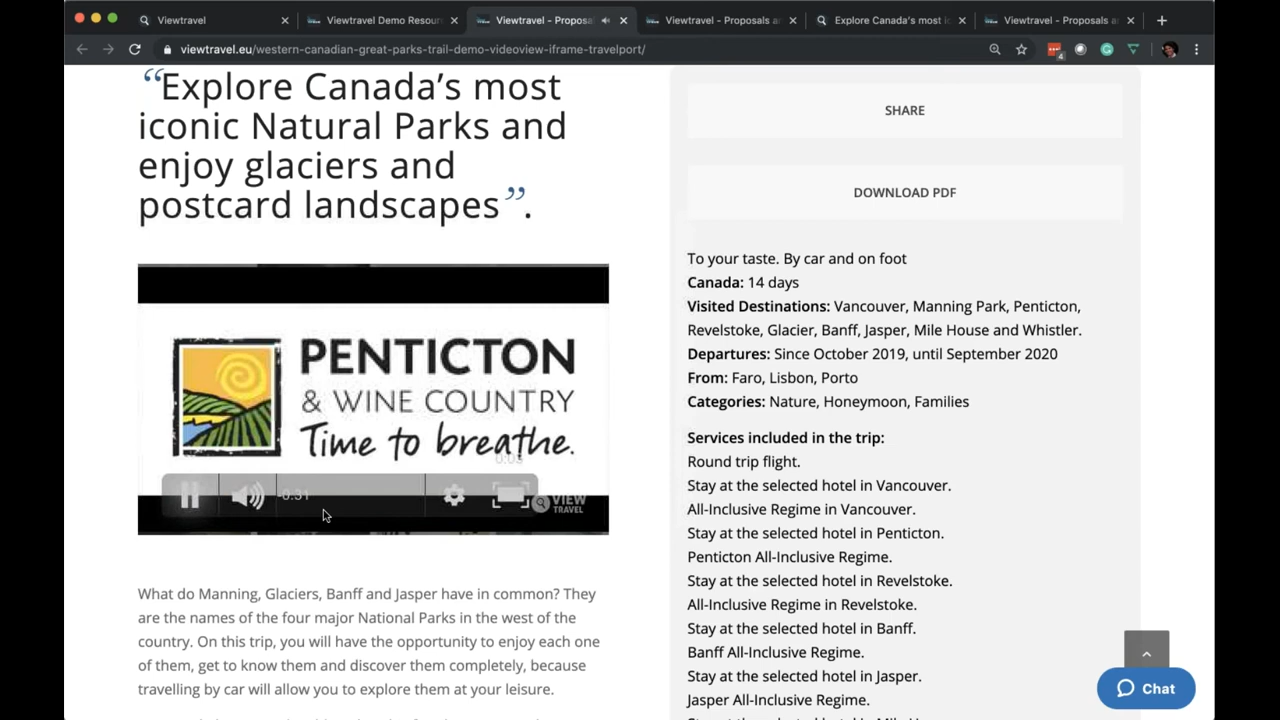 Viewtravel
Viewtravel Demo Resour
Viewtravel - Propos
Viewtravel - Proposals a
Explore Canada's most i
Viewtravel - Proposals a
viewtravel.eu/western-canadian-great-parks-trail-demo-videoview-iframe-travelport/
4
“Explore Canada’s most
iconic Natural Parks and
enjoy glaciers and
postcard landscapes”.
PENTICTON
& WINE COUNTRY
Time to breathe.
0:03
-0:31
VIEW
TRAVEL
What do Manning, Glaciers, Banff and Jasper have in common? They
are the names of the four major National Parks in the west of the
country. On this trip, you will have the opportunity to enjoy each one
of them, get to know them and discover them completely, because
travelling by car will allow you to explore them at your leisure.
SHARE
DOWNLOAD PDF
To your taste. By car and on foot
Canada: 14 days
Visited Destinations: Vancouver, Manning Park, Penticton,
Revelstoke, Glacier, Banff, Jasper, Mile House and Whistler.
Departures: Since October 2019, until September 2020
From: Faro, Lisbon, Porto
Categories: Nature, Honeymoon, Families
Services included in the trip:
Round trip flight.
Stay at the selected hotel in Vancouver.
All-Inclusive Regime in Vancouver.
Stay at the selected hotel in Penticton.
Penticton All-Inclusive Regime.
Stay at the selected hotel in Revelstoke.
All-Inclusive Regime in Revelstoke.
Stay at the selected hotel in Banff.
Banff All-Inclusive Regime.
Stay at the selected hotel in Jasper.
Jasper All-Inclusive Regime.
Chat